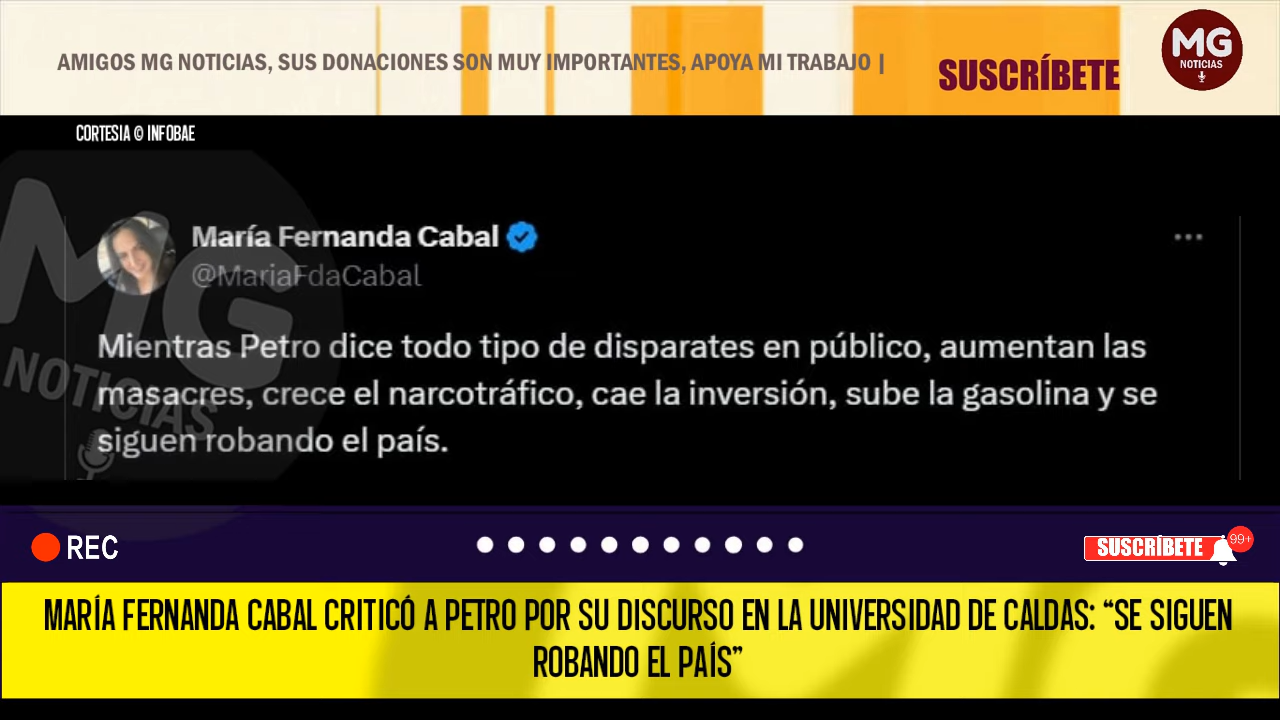 AMIGOS MG NOTICIAS, SUS DONACIONES SON MUY IMPORTANTES, APOYA MI TRABAJO |
SUSCRÍBETE
MG
NOTICIAS
CORTESIA © INFOBAE
María Fernanda Cabal
@MariaFdaCabal
Mientras Petro dice todo tipo de disparates en público, aumentan las
masacres, crece el narcotráfico, cae la inversión, sube la gasolina y se
siguen robando el país.
MG
NOTICIAS
REC
SUSCRÍBETE
99+
MARÍA FERNANDA CABAL CRITICÓ A PETRO POR SU DISCURSO EN LA UNIVERSIDAD DE CALDAS: “SE SIGUEN
ROBANDO EL PAÍS”